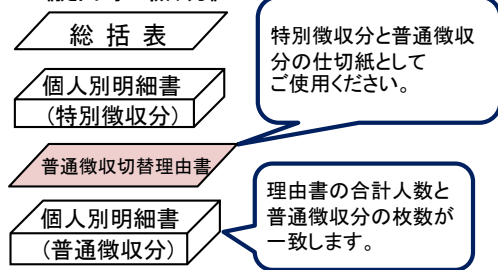 総括表
特別徴収分と普通徴収
分の仕切紙として
ご使用ください。
個人別明細書
(特別徴収分)
普通徴収切替理由書
理由書の合計人数と
普通徴収分の枚数が
一致します。
個人別明細書
(普通徴収分)